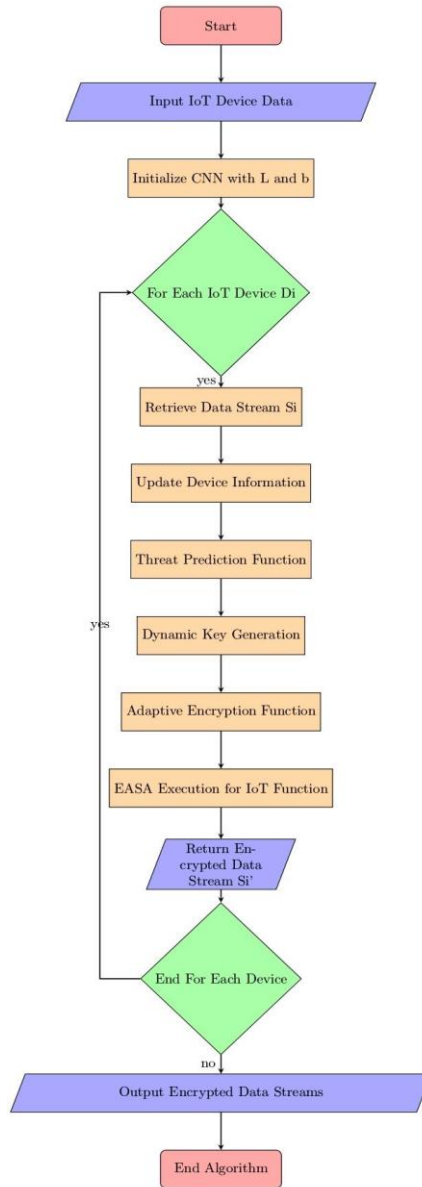 Start
Input IoT Device Data
Initialize CNN with L and b
For Each IoT Device Di
yes
Retrieve Data Stream Si
Update Device Information
Threat Prediction Function
yes
Dynamic Key Generation
Adaptive Encryption Function
EASA Execution for IoT Function
Return En-
crypted Data
Stream Si’
End For Each Device
no
Output Encrypted Data Streams
End Algorithm